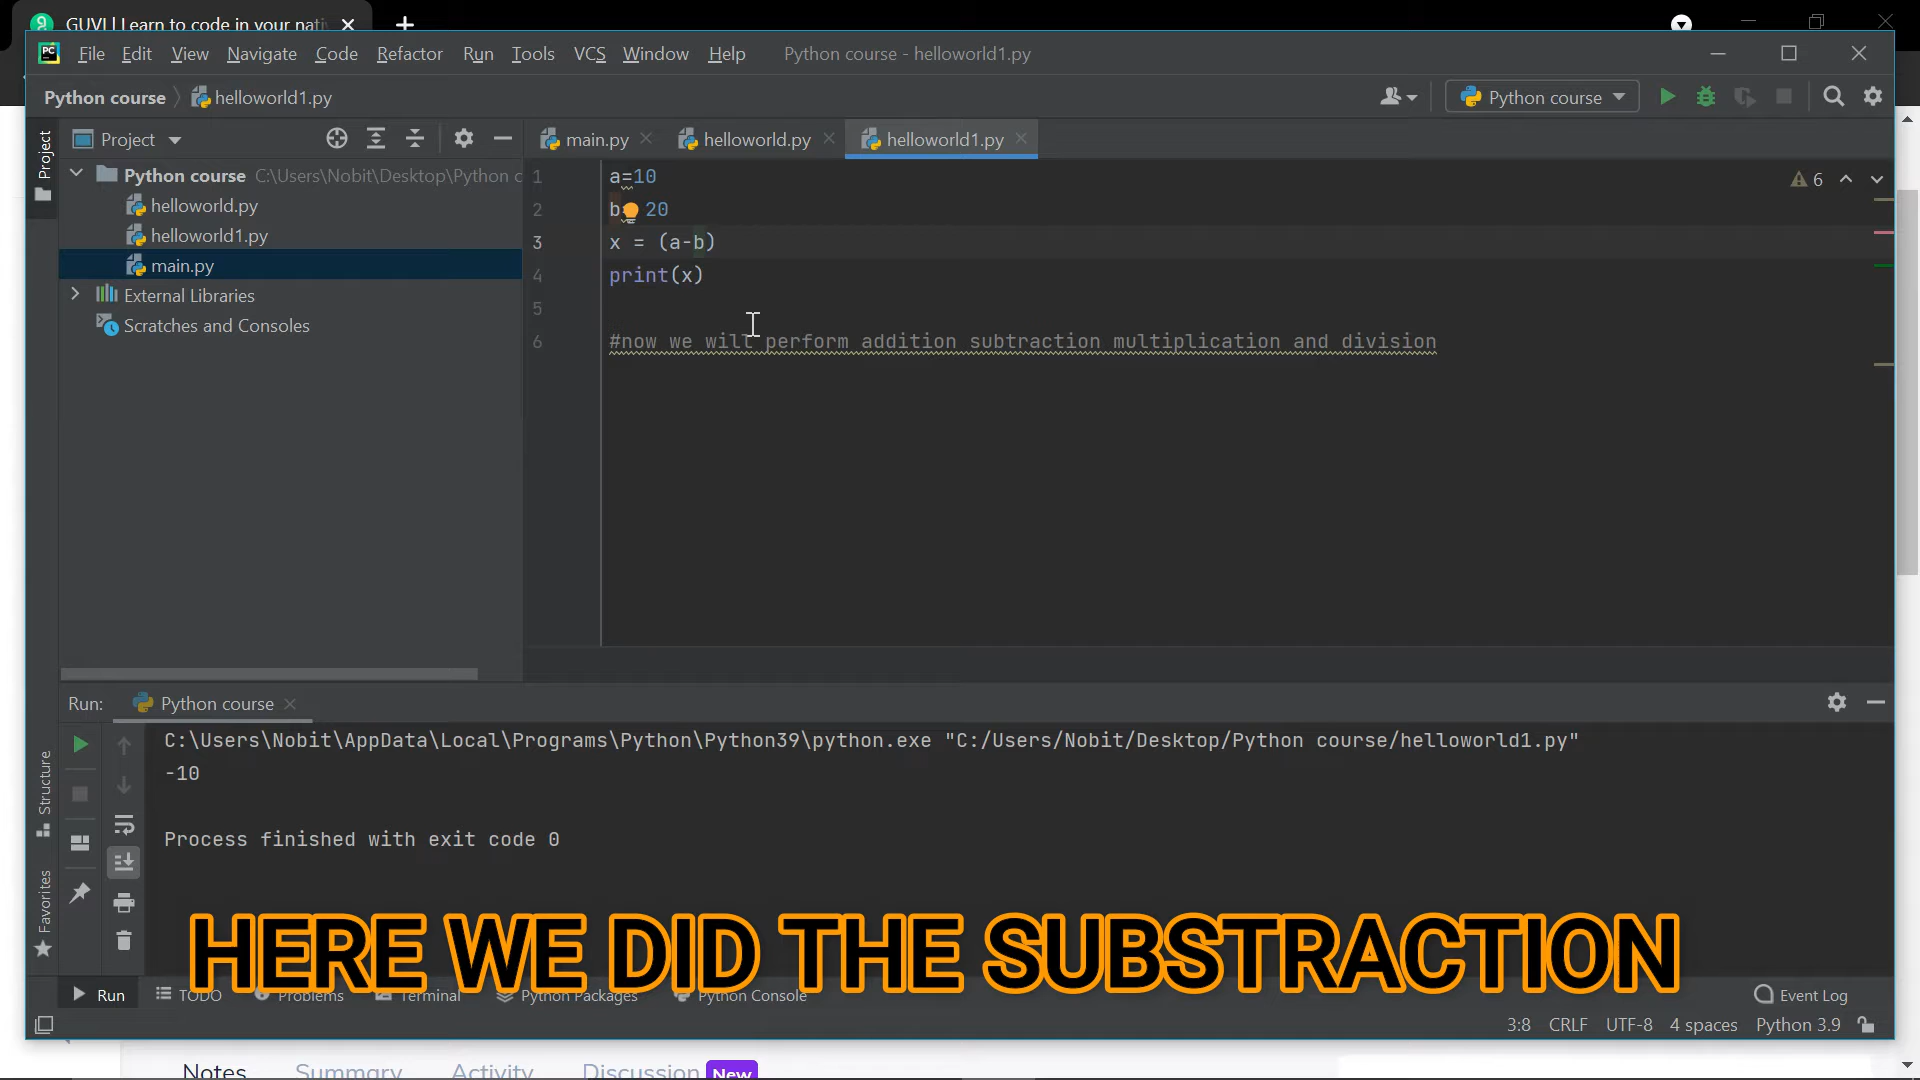 GUVI | Learn to code in your nati
File Edit View Navigate Code Refactor Run Tools VCS Window Help Python course - helloworld1.py
Python course helloworld1.py Python course
Project main.py helloworld.py helloworld1.py
Project
Python course C:\Users\Nobit\Desktop\Python c
helloworld.py
helloworld1.py
main.py
External Libraries
Scratches and Consoles
1 a=10
2 b 20
3 x = (a-b)
4 print(x)
5
6 #now we will perform addition subtraction multiplication and division
6
Run: Python course
C:\Users\Nobit\AppData\Local\Programs\Python\Python39\python.exe "C:/Users/Nobit/Desktop/Python course/helloworld1.py"
-10
Process finished with exit code 0
Structure
Favorites
HERE WE DID THE SUBSTRACTION
Run TODO Problems Terminal Python Packages Python Console Event Log
3:8 CRLF UTF-8 4 spaces Python 3.9
Notes Summary Activity Discussion New